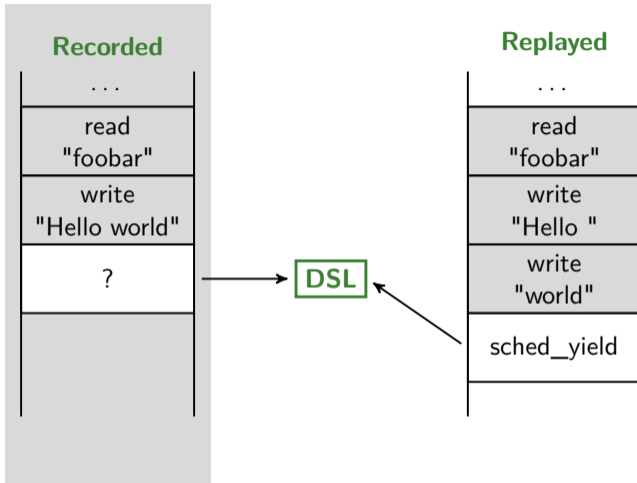 Recorded
. . .
read
"foobar"
write
"Hello world"
?
DSL
Replayed
. . .
read
"foobar"
write
"Hello "
write
"world"
sched_yield